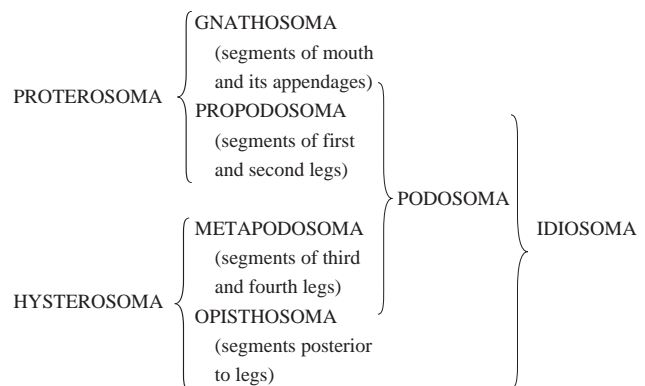 GNATHOSOMA
(segments of mouth
and its appendages)
PROTEROSOMA
PROPODOSOMA
(segments of first
and second legs)
PODOSOMA
METAPODOSOMA
IDIOSOMA
(segments of third
and fourth legs)
HYSTEROSOMA
OPISTHOSOMA
(segments posterior
to legs)